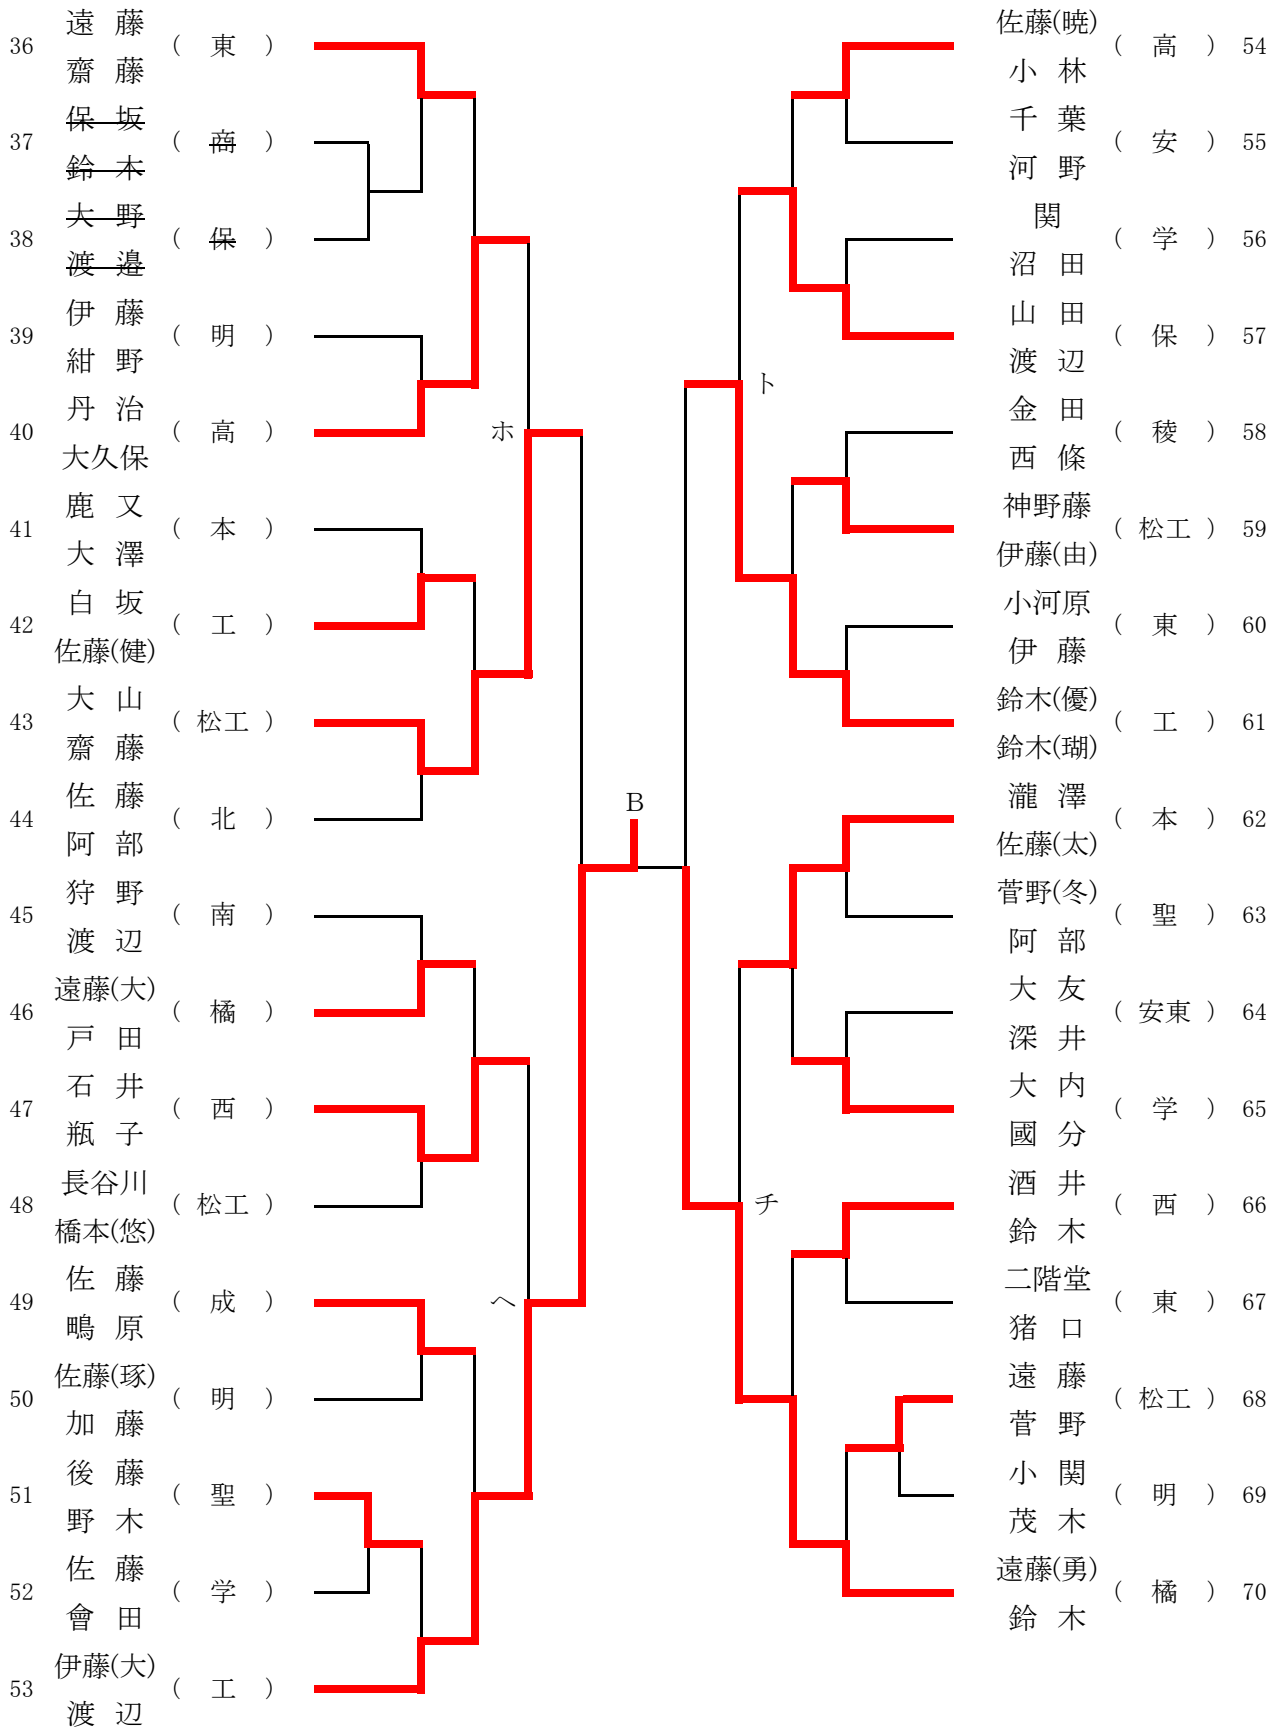 遠 藤
36 ( 東 )
齋 藤
保 坂
37 ( 商 )
鈴 木
大 野
38 ( 保 )
渡 邉
伊 藤
39 ( 明 )
紺 野
丹 治
40 ( 高 )
大久保
鹿 又
41 ( 本 )
大 澤
白 坂
42 ( 工 )
佐藤(健)
大 山
43 ( 松工 )
齋 藤
佐 藤
44 ( 北 )
阿 部
狩 野
45 ( 南 )
渡 辺
遠藤(大)
46 ( 橘 )
戸 田
石 井
47 ( 西 )
瓶 子
長谷川
48 ( 松工 )
橋本(悠)
佐 藤
49 ( 成 )
鴫 原
佐藤(琢)
50 ( 明 )
加 藤
後 藤
51 ( 聖 )
野 木
佐 藤
52 ( 学 )
會 田
伊藤(大)
53 ( 工 )
渡 辺
ホ
ヘ
B
ト
チ
佐藤(暁)
( 高 ) 54
小 林
千 葉
( 安 ) 55
河 野
関
( 学 ) 56
沼 田
山 田
( 保 ) 57
渡 辺
金 田
( 稜 ) 58
西 條
神野藤
( 松工 ) 59
伊藤(由)
小河原
( 東 ) 60
伊 藤
鈴木(優)
( 工 ) 61
鈴木(瑚)
瀧 澤
( 本 ) 62
佐藤(太)
菅野(冬)
( 聖 ) 63
阿 部
大 友
( 安東 ) 64
深 井
大 内
( 学 ) 65
國 分
酒 井
( 西 ) 66
鈴 木
二階堂
( 東 ) 67
猪 口
遠 藤
( 松工 ) 68
菅 野
小 関
( 明 ) 69
茂 木
遠藤(勇)
( 橘 ) 70
鈴 木